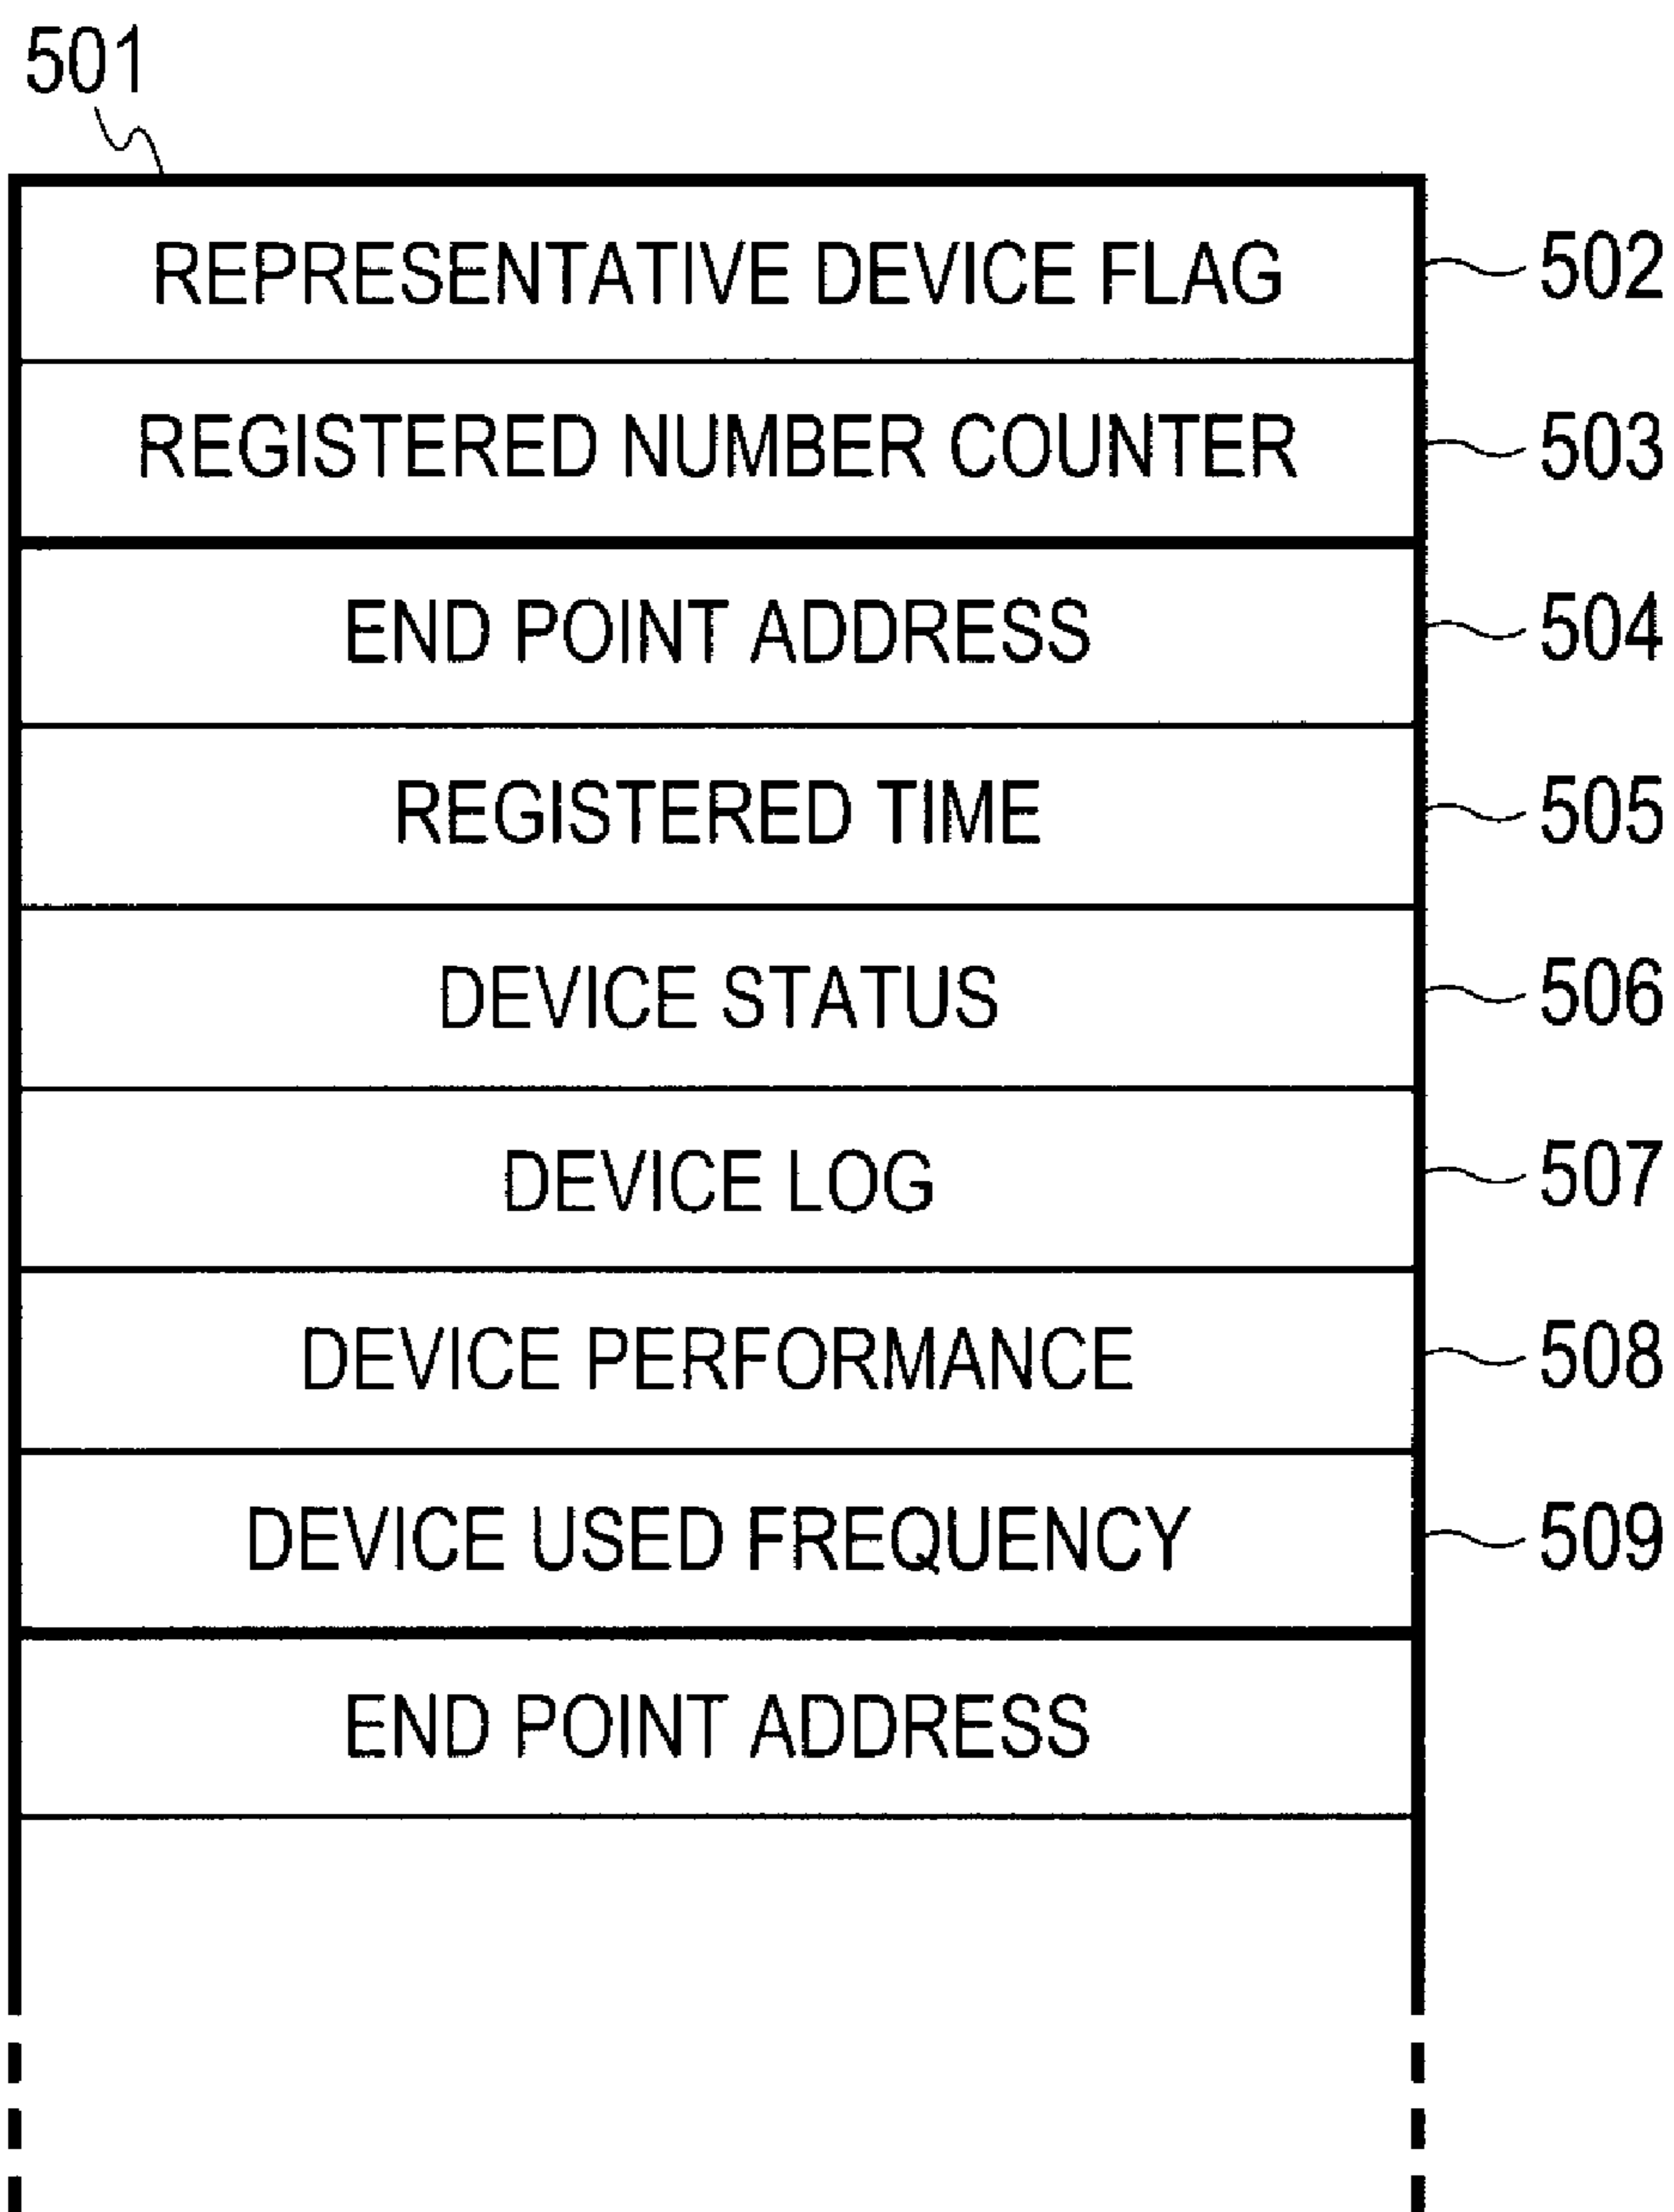 501
REPRESENTATIVE DEVICE FLAG 502
REGISTERED NUMBER COUNTER 503
END POINT ADDRESS 504
REGISTERED TIME 505
DEVICE STATUS 506
DEVICE LOG 507
DEVICE PERFORMANCE 508
DEVICE USED FREQUENCY 509
END POINT ADDRESS